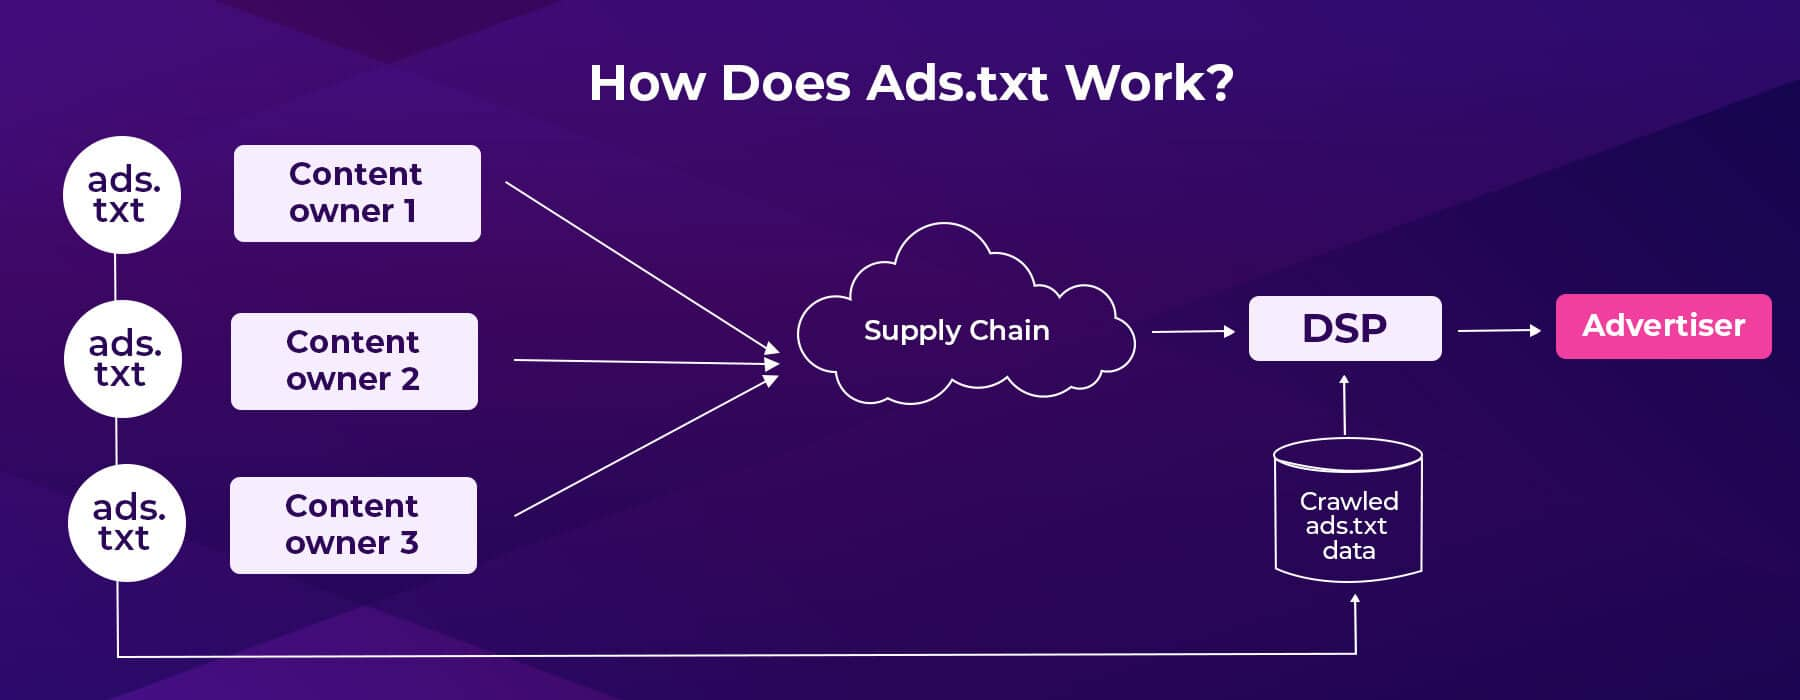 How Does Ads.txt Work?
ads.
txt
Content
owner 1
ads.
txt
Content
owner 2
ads.
txt
Content
owner 3
Supply Chain
DSP
Advertiser
Crawled
ads.txt
data